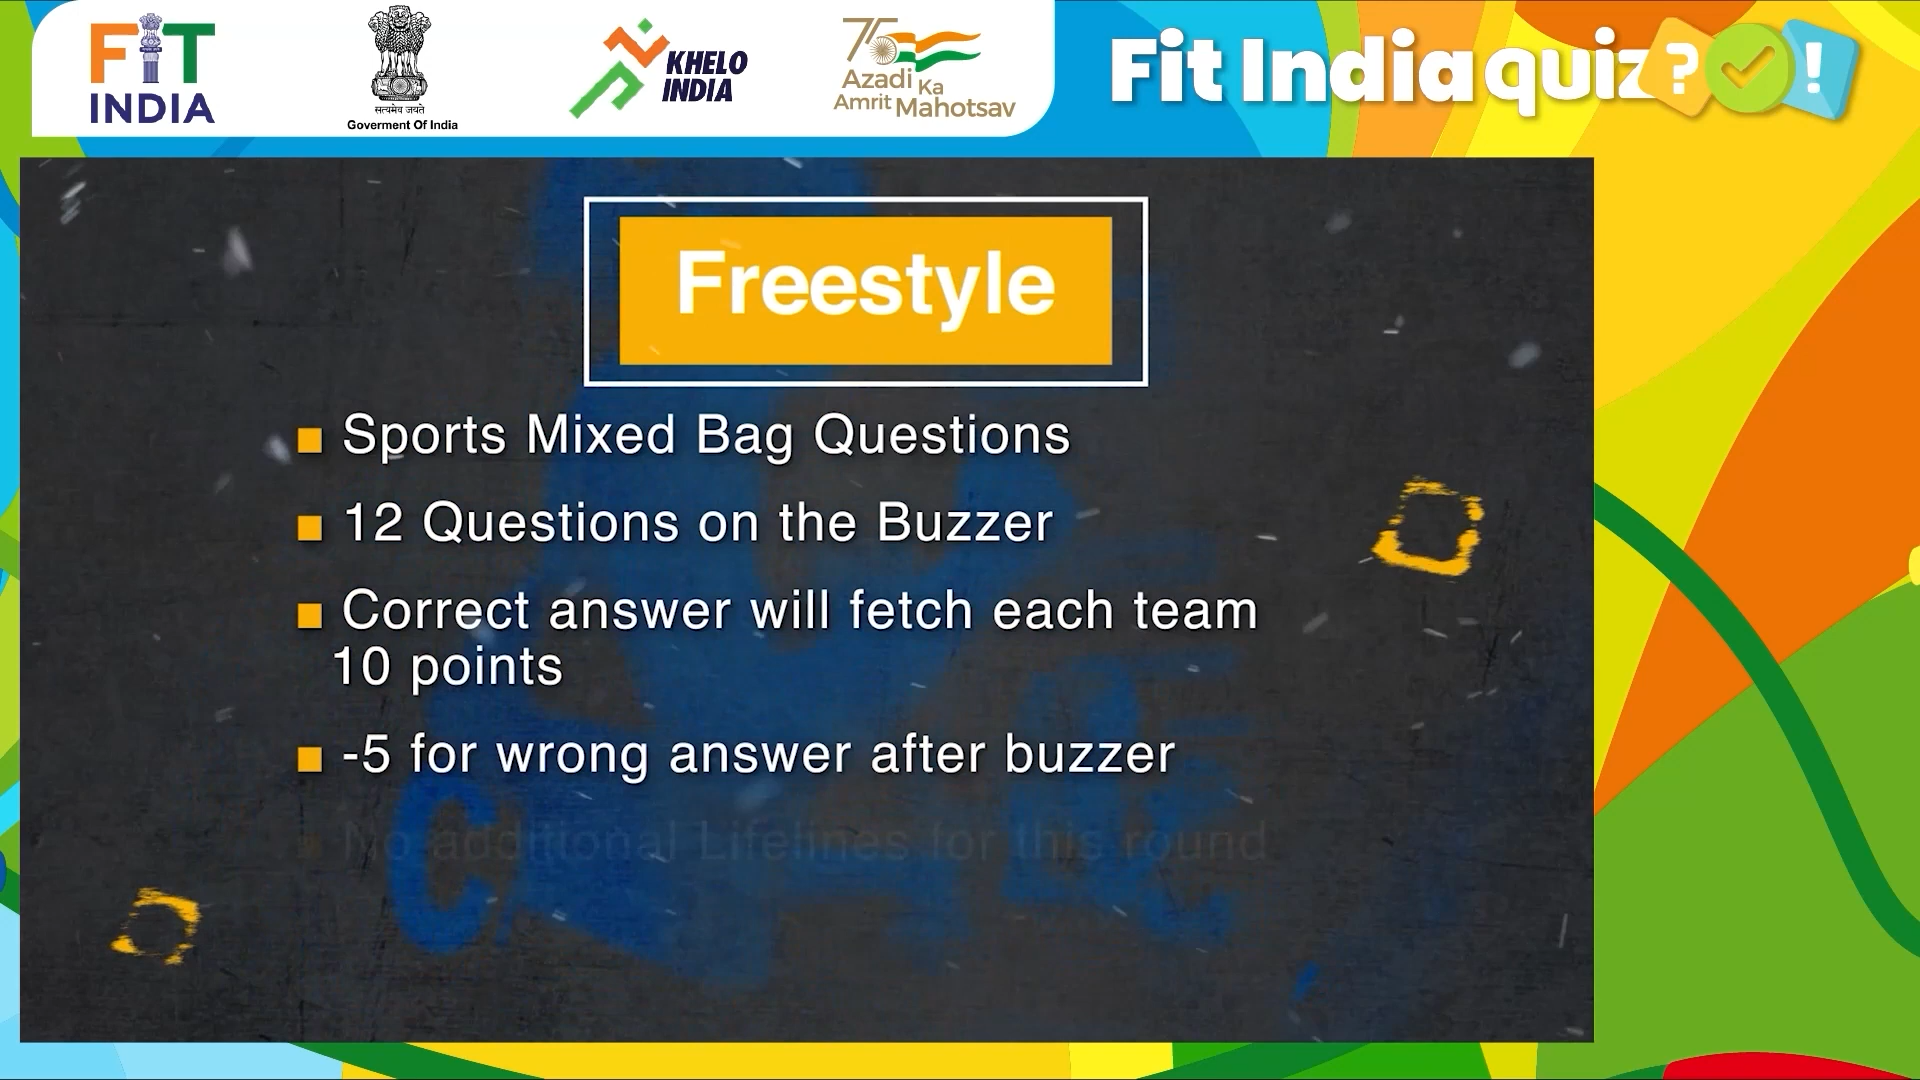 FIT
INDIA
सत्यमेव जयते
Goverment Of India
KHELO
INDIA
75
Azadi Ka
Amrit Mahotsav
Fit India quiz?!
Freestyle
Sports Mixed Bag Questions
12 Questions on the Buzzer
Correct answer will fetch each team
10 points
-5 for wrong answer after buzzer
No additional Lifelines for this round